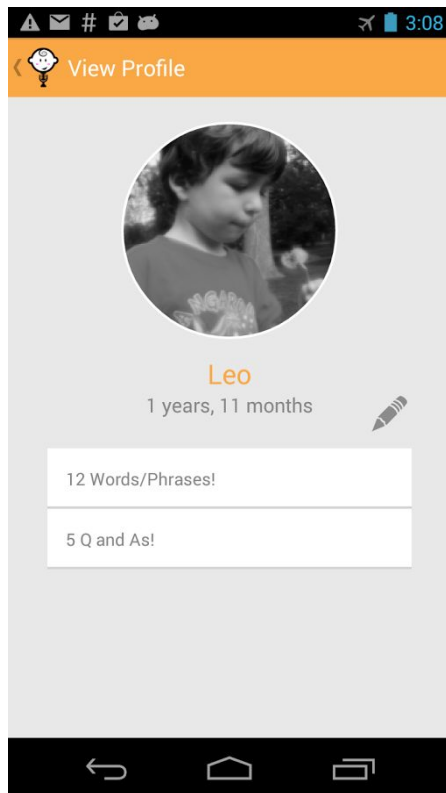 # 3:08
View Profile
Leo
1 years, 11 months
12 Words/Phrases!
5 Q and As!